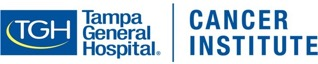 TGH
Tampa
General
Hospital®
CANCER
INSTITUTE